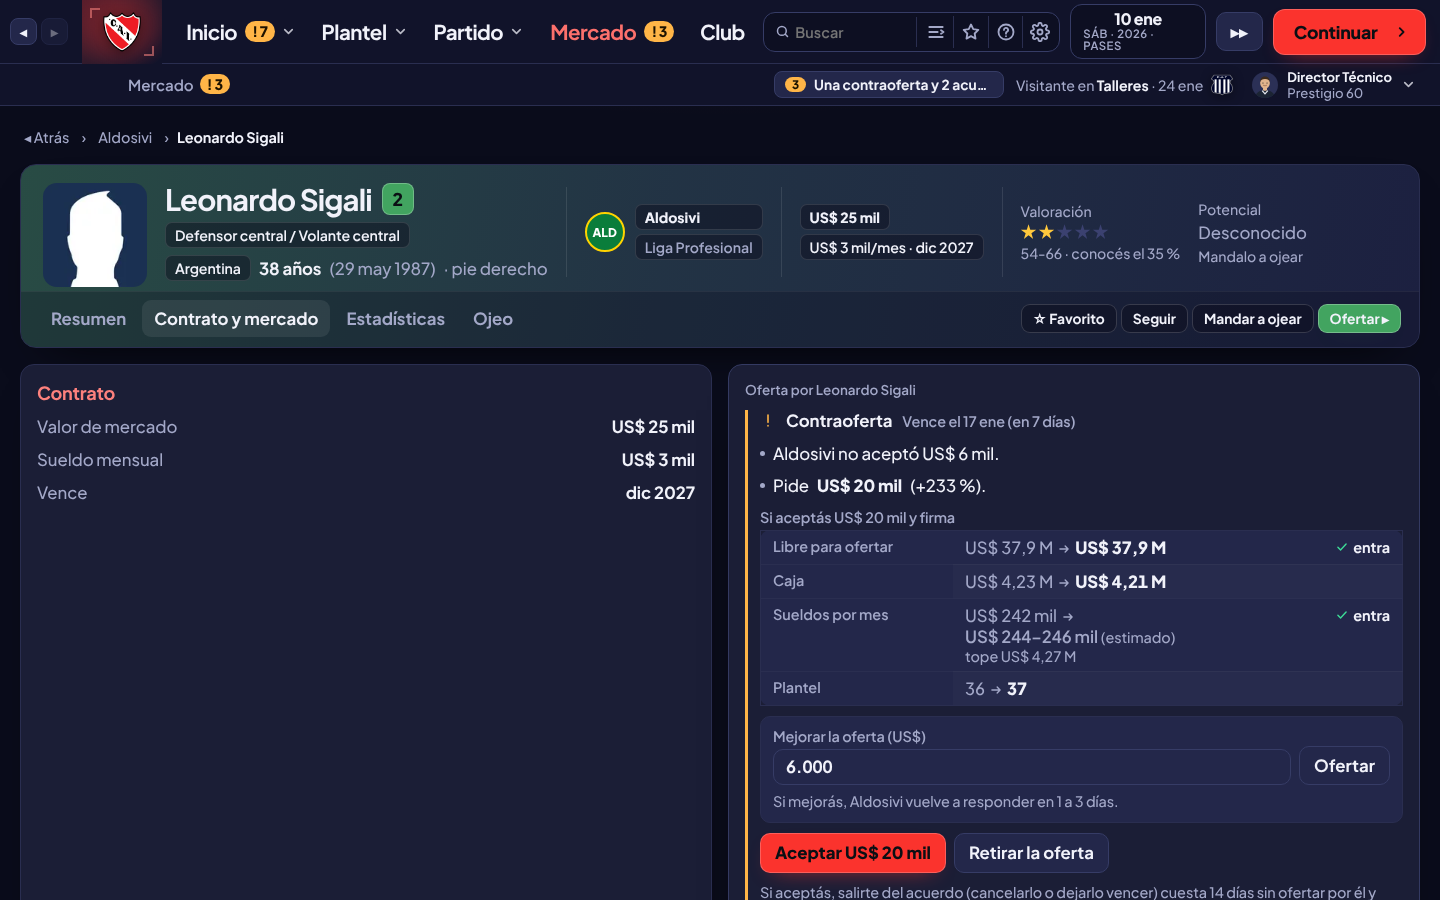 Inicio !7
Plantel
Partido
Mercado !3
Club
Buscar
10 ene
SÁB · 2026 ·
PASES
Continuar
Mercado !3
3 Una contraoferta y 2 acu...
Visitante en Talleres · 24 ene
Director Técnico
Prestigio 60
Atrás › Aldosivi › Leonardo Sigali
Leonardo Sigali 2
Defensor central / Volante central
Argentina 38 años (29 may 1987) · pie derecho
ALD
Aldosivi
Liga Profesional
US$ 25 mil
US$ 3 mil/mes · dic 2027
Valoración
54-66 · conocés el 35 %
Potencial
Desconocido
Mandalo a ojear
Resumen
Contrato y mercado
Estadísticas
Ojeo
Favorito
Seguir
Mandar a ojear
Ofertar
Contrato
Valor de mercado US$ 25 mil
Sueldo mensual US$ 3 mil
Vence dic 2027
Oferta por Leonardo Sigali
! Contraoferta Vence el 17 ene (en 7 días)
• Aldosivi no aceptó US$ 6 mil.
• Pide US$ 20 mil (+233 %).
Si aceptás US$ 20 mil y firma
Libre para ofertar US$ 37,9 M → US$ 37,9 M ✓ entra
Caja US$ 4,23 M → US$ 4,21 M
Sueldos por mes US$ 242 mil → ✓ entra
US$ 244–246 mil (estimado)
tope US$ 4,27 M
Plantel 36 → 37
Mejorar la oferta (US$)
6.000
Ofertar
Si mejorás, Aldosivi vuelve a responder en 1 a 3 días.
Aceptar US$ 20 mil
Retirar la oferta
Si aceptás, salirte del acuerdo (cancelarlo o dejarlo vencer) cuesta 14 días sin ofertar por él y